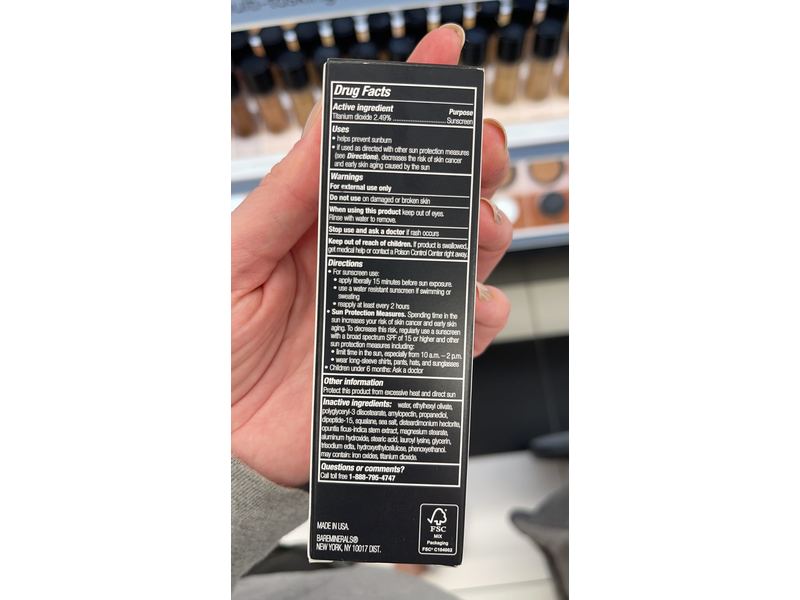 Drug Facts
Active ingredient Purpose
Titanium dioxide 2.49% ........................ Sunscreen
Uses
• helps prevent sunburn
• if used as directed with other sun protection measures
(see Directions), decreases the risk of skin cancer
and early skin aging caused by the sun
Warnings
For external use only
Do not use on damaged or broken skin
When using this product keep out of eyes.
Rinse with water to remove.
Stop use and ask a doctor if rash occurs
Keep out of reach of children. If product is swallowed,
get medical help or contact a Poison Control Center right away.
Directions
• For sunscreen use:
• apply liberally 15 minutes before sun exposure.
• use a water resistant sunscreen if swimming or
sweating
• reapply at least every 2 hours
• Sun Protection Measures. Spending time in the
sun increases your risk of skin cancer and early skin
aging. To decrease this risk, regularly use a sunscreen
with a broad spectrum SPF of 15 or higher and other
sun protection measures including:
• limit time in the sun, especially from 10 a.m. – 2 p.m.
• wear long-sleeve shirts, pants, hats, and sunglasses
• Children under 6 months: Ask a doctor
Other information
Protect this product from excessive heat and direct sun
Inactive ingredients: water, ethylhexyl olivate,
polyglyceryl-3 diisostearate, amylopectin, propanediol,
dipeptide-15, squalane, sea salt, disteardimonium hectorite,
opuntia ficus-indica stem extract, magnesium stearate,
aluminum hydroxide, stearic acid, lauroyl lysine, glycerin,
trisodium edta, hydroxyethylcellulose, phenoxyethanol.
may contain: iron oxides, titanium dioxide.
Questions or comments?
Call toll free 1-888-795-4747
MADE IN USA.
BAREMINERALS®
NEW YORK, NY 10017 DIST.
FSC
MIX
Packaging
FSC® C104003